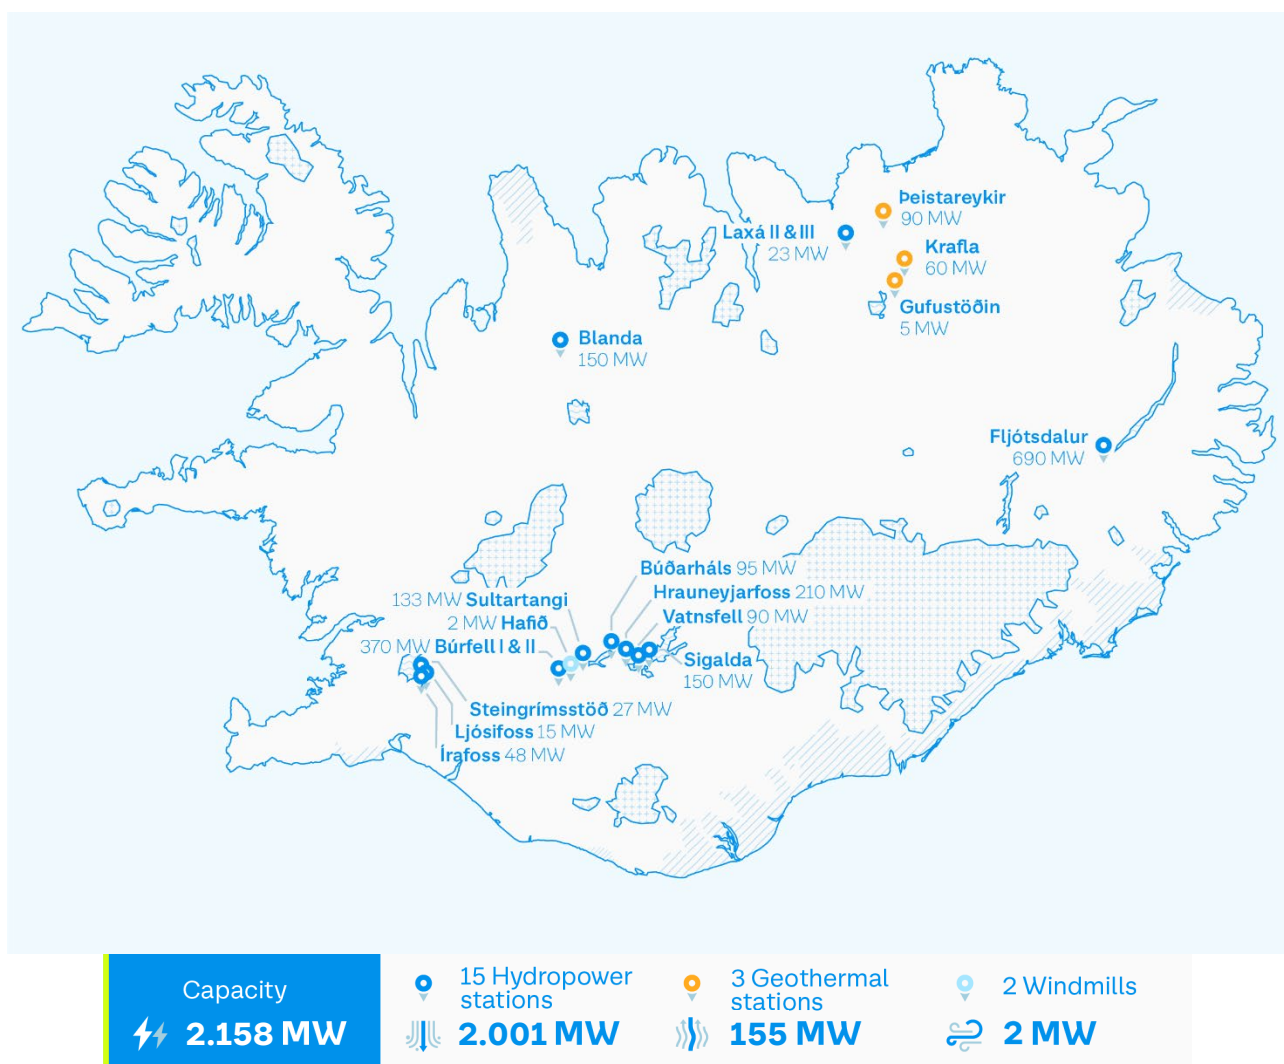 Þeistareykir
90 MW
Laxá II & III
23 MW
Krafla
60 MW
Gufustöðin
5 MW
Blanda
150 MW
Fljótsdalur
690 MW
Búðarháls 95 MW
Hrauneyjarfoss 210 MW
133 MW Sultartangi
Vatnsfell 90 MW
2 MW Hafið
370 MW Búrfell I & II
Sigalda
150 MW
Steingrímsstöð 27 MW
Ljósifoss 15 MW
Írafoss 48 MW
Capacity
2.158 MW
15 Hydropower
stations
2.001 MW
3 Geothermal
stations
155 MW
2 Windmills
2 MW